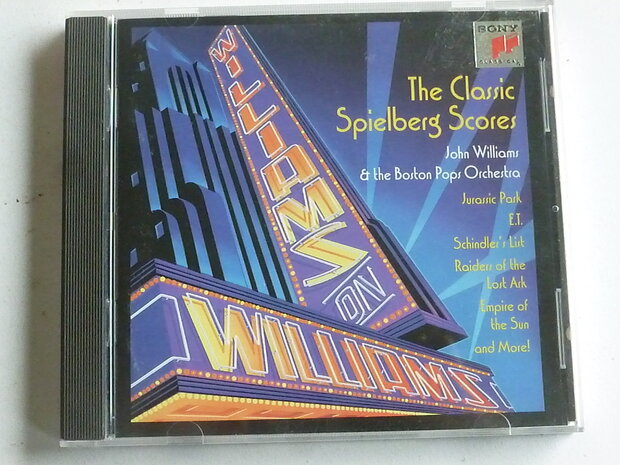 SONY
CLASSICAL
The Classic
Spielberg Scores
John Williams
& the Boston Pops Orchestra
Jurassic Park
E.T.
Schindler's List
Raiders of the
Lost Ark
Empire of
the Sun
and More!
WILLIAMS
ON
WILLIAMS